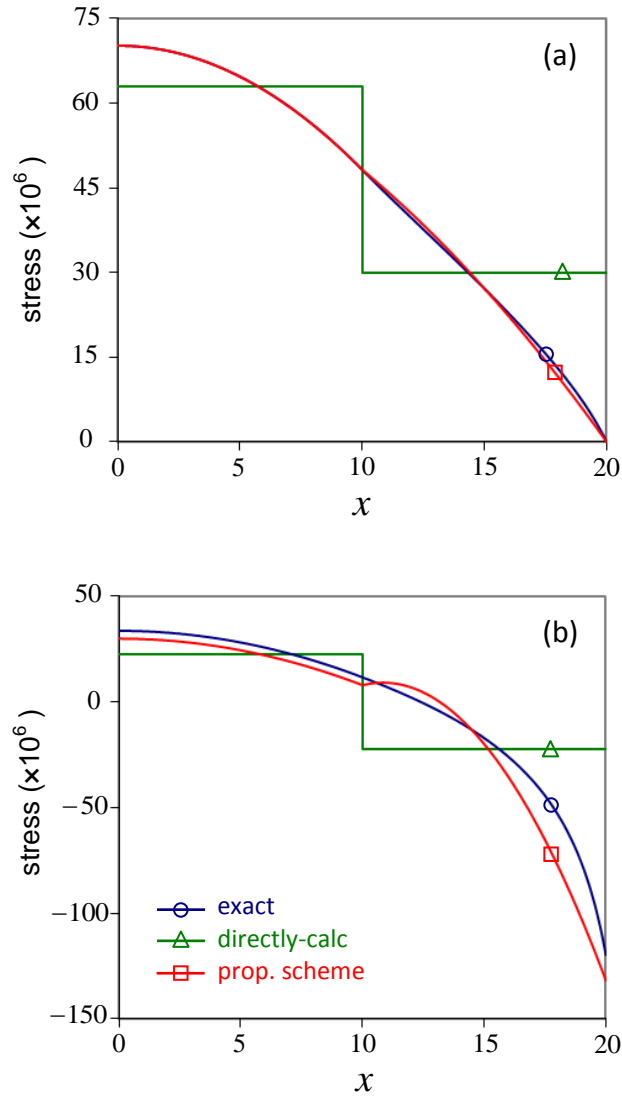 75
(a)
60
45
30
15
0
stress (×10⁶ )
0 5 10 15 20
x
50
(b)
0
−50
−100
−150
stress (×10⁶ )
exact
directly-calc
prop. scheme
0 5 10 15 20
x